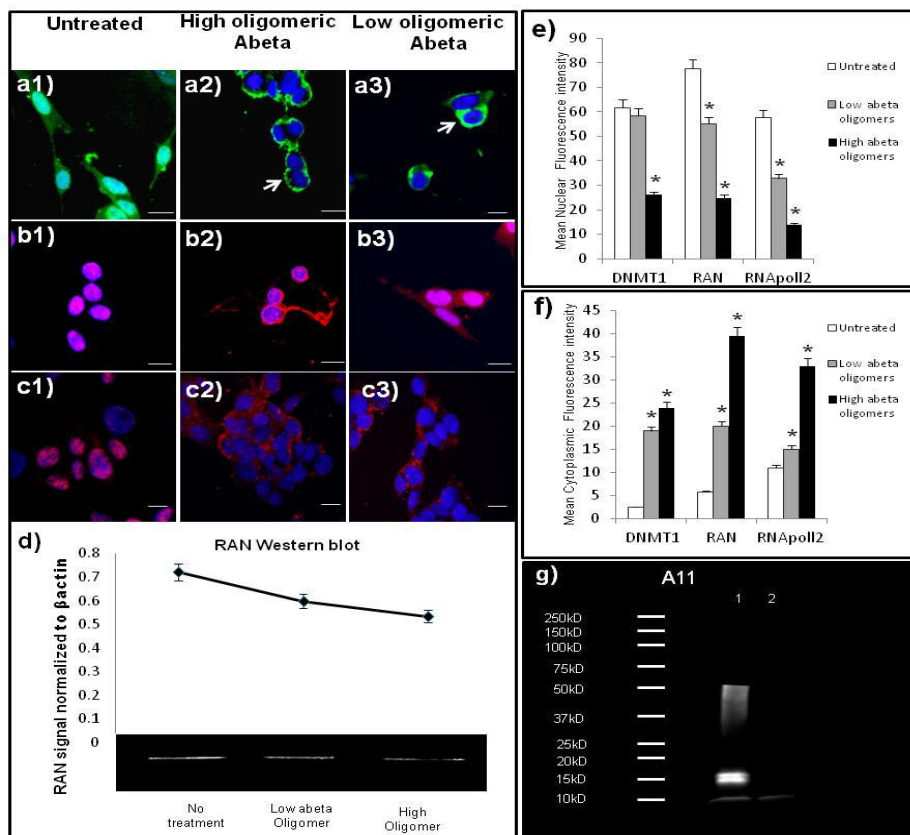 Untreated
High oligomeric
Abeta
Low oligomeric
Abeta
a1)
a2)
a3)
b1)
b2)
b3)
c1)
c2)
c3)
d)
RAN Western blot
RAN signal normalized to βactin
0.8
0.7
0.6
0.5
0.4
0.3
0.2
0.1
0
No
treatment
Low abeta
Oligomer
High
Oligomer
e)
Mean Nuclear Fluorescence intensity
90
80
70
60
50
40
30
20
10
0
*
*
*
*
*
DNMT1
RAN
RNApoll2
Untreated
Low abeta
oligomers
High abeta
oligomers
f)
Mean Cytoplasmic Fluorescence intensity
45
40
35
30
25
20
15
10
5
0
*
*
*
*
*
*
DNMT1
RAN
RNApoll2
Untreated
Low abeta
oligomers
High abeta
oligomers
g)
A11
1
2
250kD
150kD
100kD
75kD
50kD
37kD
25kD
20kD
15kD
10kD